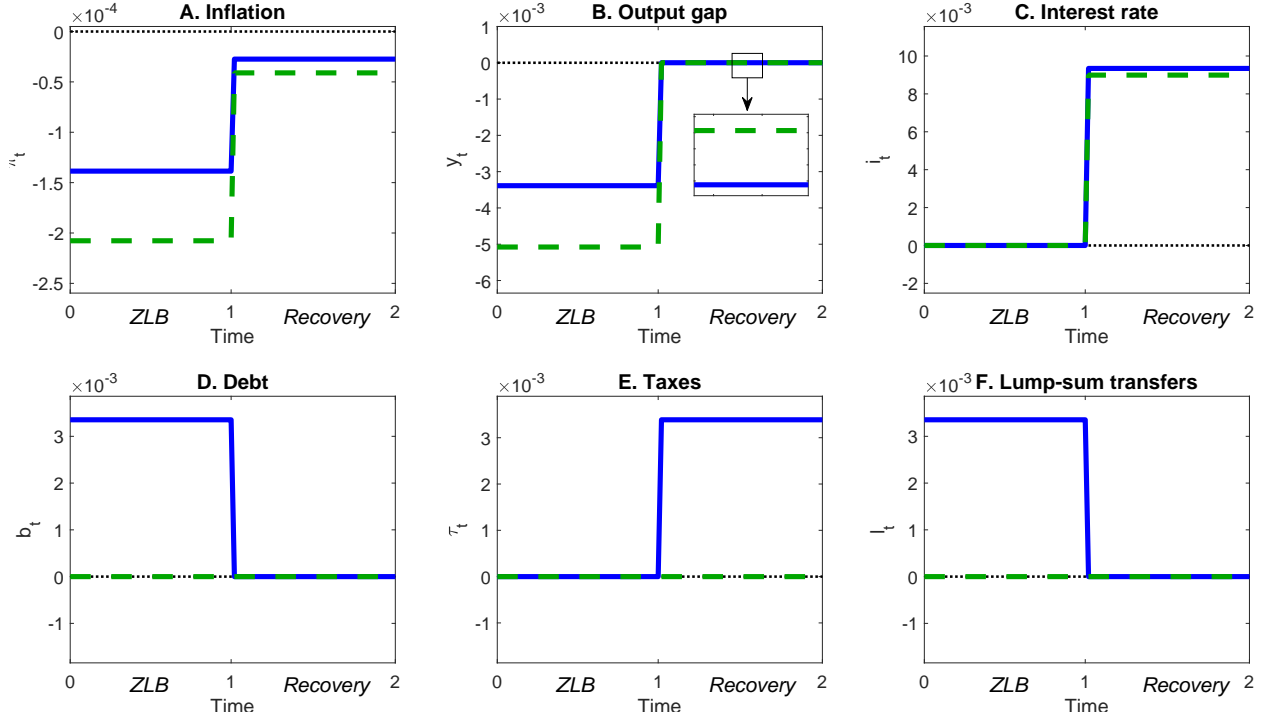 A. Inflation
×10⁻⁴
0
-0.5
-1
-1.5
-2
-2.5
0 ZLB 1 Recovery 2
Time
B. Output gap
×10⁻³
y_t
1
0
-1
-2
-3
-4
-5
-6
0 ZLB 1 Recovery 2
Time
C. Interest rate
×10⁻³
i_t
10
8
6
4
2
0
-2
0 ZLB 1 Recovery 2
Time
D. Debt
×10⁻³
b_t
3
2
1
0
-1
0 ZLB 1 Recovery 2
Time
E. Taxes
×10⁻³
τ_t
3
2
1
0
-1
0 ZLB 1 Recovery 2
Time
F. Lump-sum transfers
×10⁻³
l_t
3
2
1
0
-1
0 ZLB 1 Recovery 2
Time